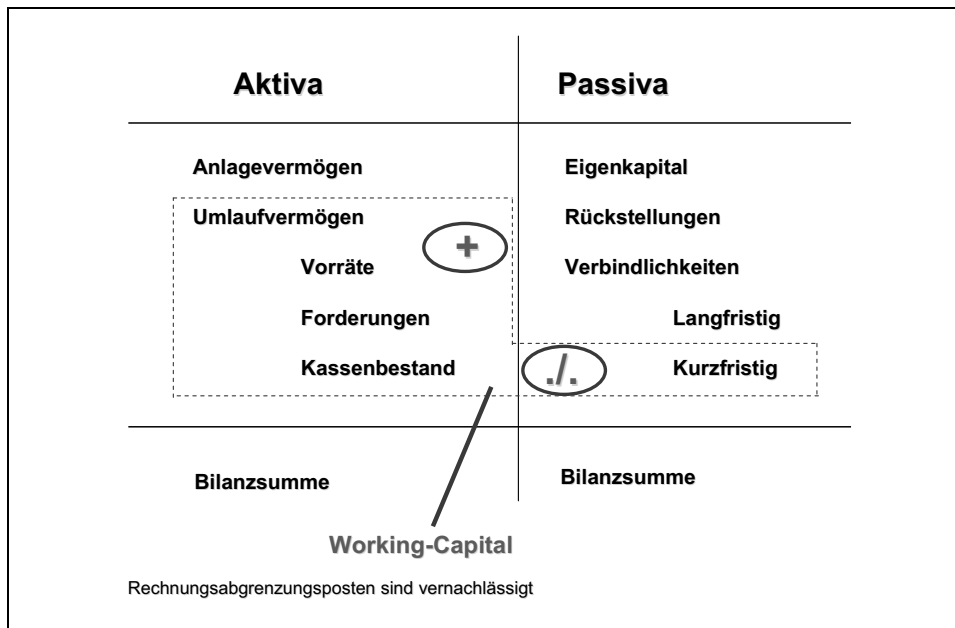 Aktiva Passiva
Anlagevermögen Eigenkapital
Umlaufvermögen Rückstellungen
+
Vorräte Verbindlichkeiten
Forderungen Langfristig
Kassenbestand ./. Kurzfristig
Bilanzsumme Bilanzsumme
Working-Capital
Rechnungsabgrenzungsposten sind vernachlässigt